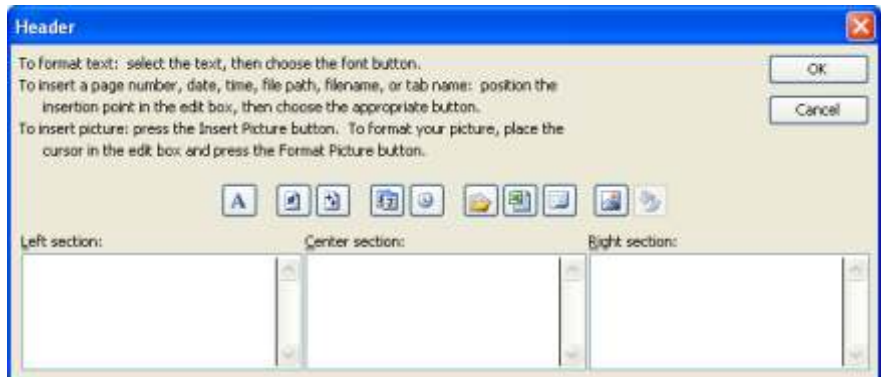 Header
To format text: select the text, then choose the font button.
To insert a page number, date, time, file path, filename, or tab name: position the
insertion point in the edit box, then choose the appropriate button.
To insert picture: press the Insert Picture button. To format your picture, place the
cursor in the edit box and press the Format Picture button.
OK
Cancel
A
Left section:
Center section:
Right section: